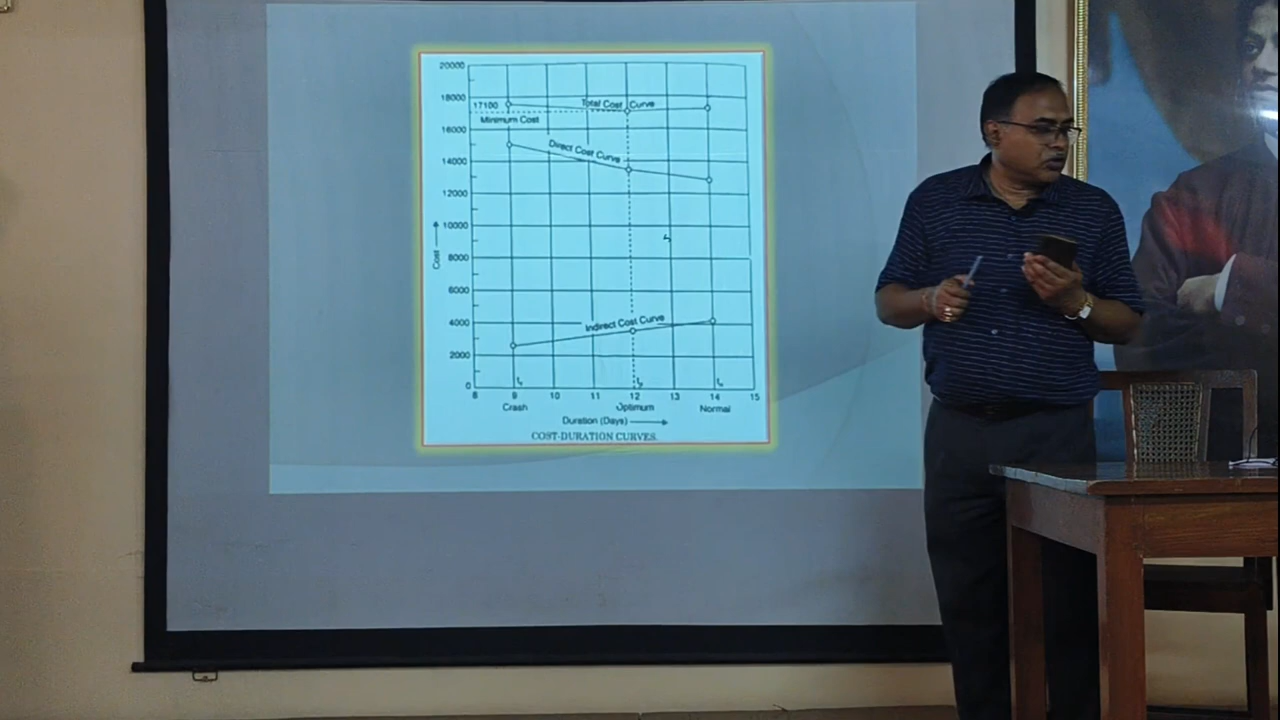 20000
18000
17100
Total Cost Curve
Minimum Cost
16000
Direct Cost Curve
14000
12000
10000
Cost
8000
6000
4000
Indirect Cost Curve
2000
0
8 9 10 11 12 13 14 15
Crash Optimum Normal
Duration (Days)
COST-DURATION CURVES.